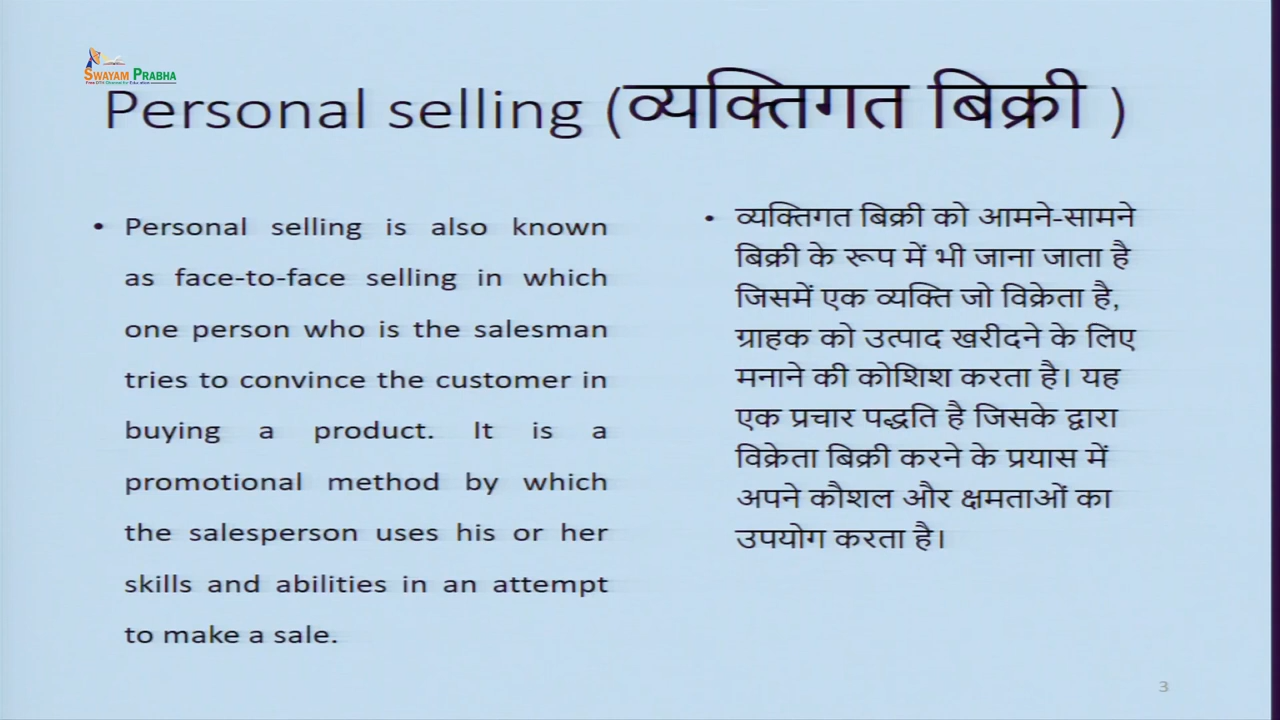 SWAYAM PRABHA
Personal selling (व्यक्तिगत बिक्री )
• Personal selling is also known
as face-to-face selling in which
one person who is the salesman
tries to convince the customer in
buying a product. It is a
promotional method by which
the salesperson uses his or her
skills and abilities in an attempt
to make a sale.
• व्यक्तिगत बिक्री को आमने-सामने
बिक्री के रूप में भी जाना जाता है
जिसमें एक व्यक्ति जो विक्रेता है,
ग्राहक को उत्पाद खरीदने के लिए
मनाने की कोशिश करता है। यह
एक प्रचार पद्धति है जिसके द्वारा
विक्रेता बिक्री करने के प्रयास में
अपने कौशल और क्षमताओं का
उपयोग करता है।
3